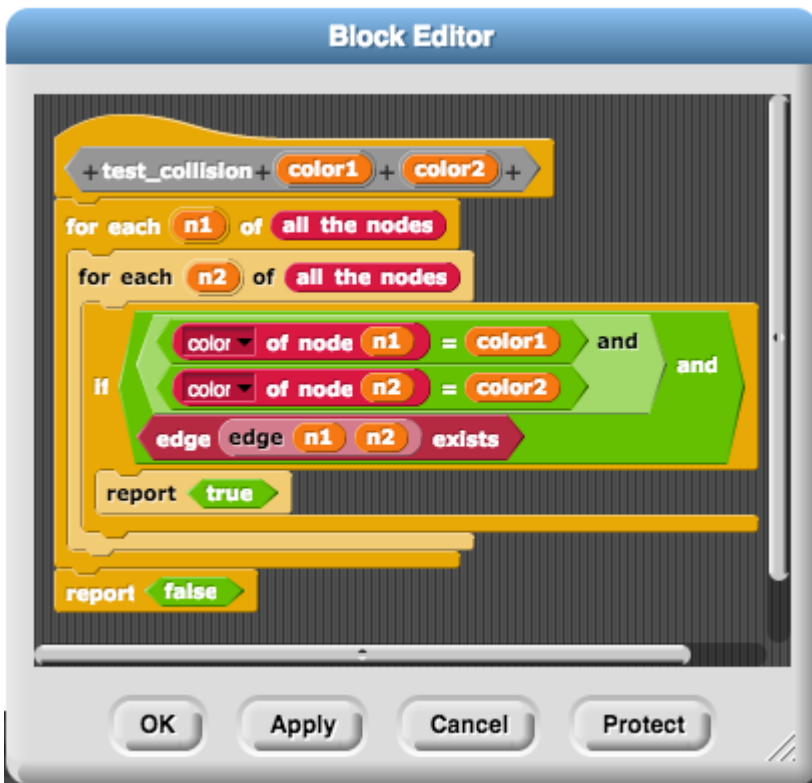 Block Editor
+ test_collision + color1 + color2 +
for each n1 of all the nodes
for each n2 of all the nodes
color of node n1 = color1 and
if color of node n2 = color2 and
edge edge n1 n2 exists
report true
report false
OK Apply Cancel Protect